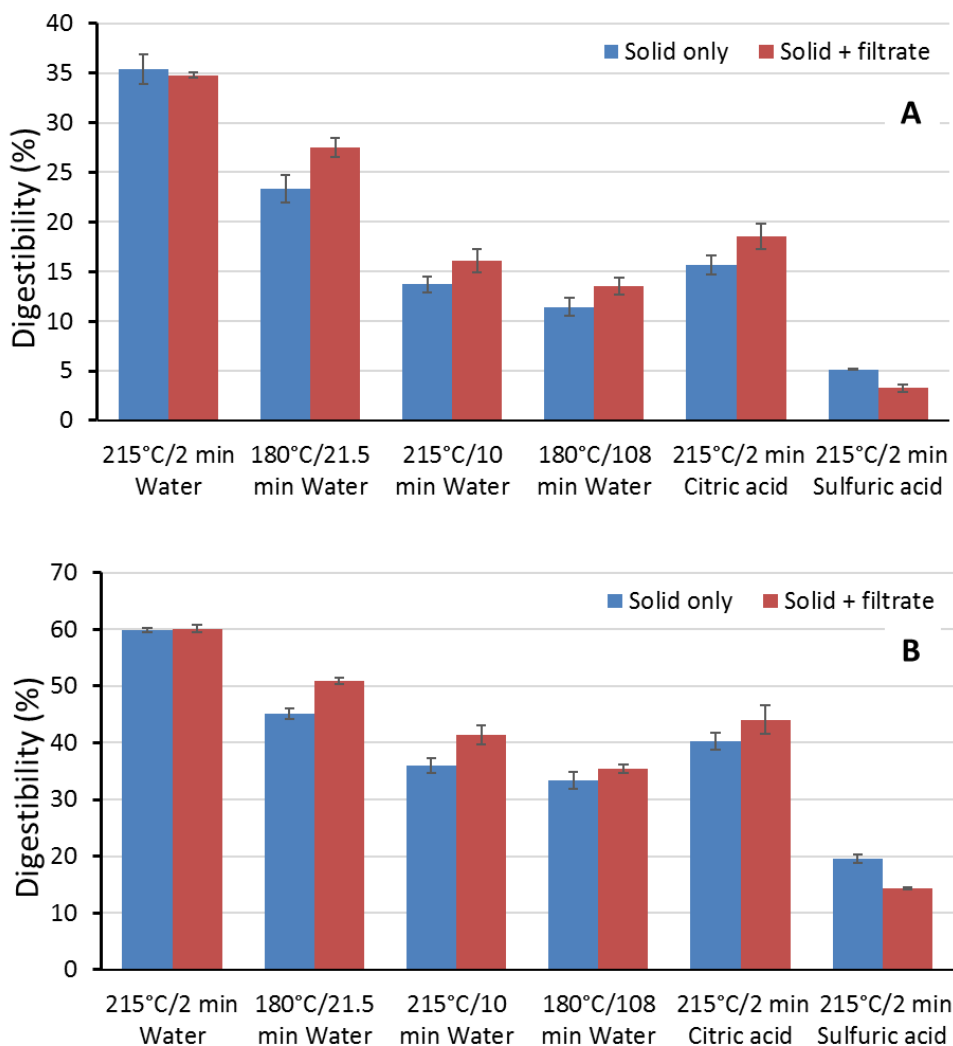 40
35
30
25
20
15
10
5
0
Digestibility (%)
Solid only
Solid + filtrate
A
215°C/2 min
Water
180°C/21.5
min Water
215°C/10
min Water
180°C/108
min Water
215°C/2 min
Citric acid
215°C/2 min
Sulfuric acid
70
60
50
40
30
20
10
0
Digestibility (%)
Solid only
Solid + filtrate
B
215°C/2 min
Water
180°C/21.5
min Water
215°C/10
min Water
180°C/108
min Water
215°C/2 min
Citric acid
215°C/2 min
Sulfuric acid